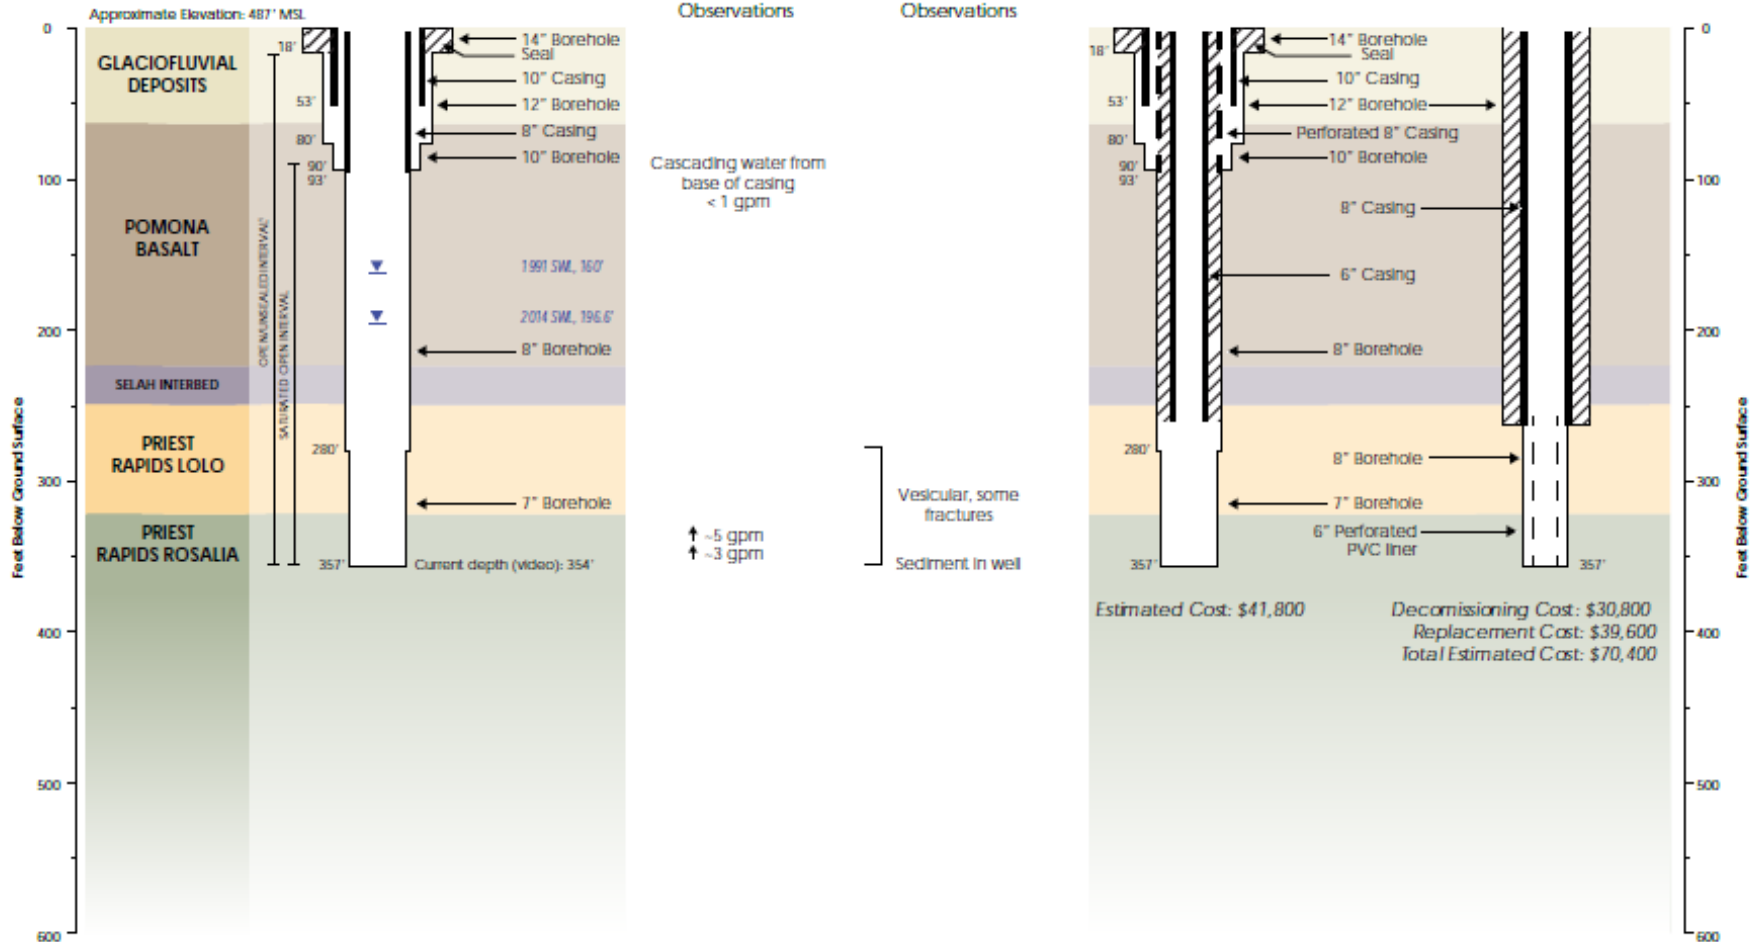 Approximate Elevation: 487' MSL
Observations
Observations
Feet Below Ground Surface
0
100
200
300
400
500
600
GLACIOFLUVIAL
DEPOSITS
POMONA
BASALT
SELAH INTERBED
PRIEST
RAPIDS LOLO
PRIEST
RAPIDS ROSALIA
OPEN/UNSEALED INTERVAL
SATURATED OPEN INTERVAL
18'
53'
80'
90'
93'
280'
357'
14" Borehole
Seal
10" Casing
12" Borehole
8" Casing
10" Borehole
1991 SWL, 160'
2014 SWL, 196.6'
8" Borehole
7" Borehole
Current depth (video): 354'
Cascading water from
base of casing
< 1 gpm
~5 gpm
~3 gpm
Vesicular, some
fractures
Sediment in well
18'
53'
80'
90'
93'
280'
357'
14" Borehole
Seal
10" Casing
12" Borehole
Perforated 8" Casing
10" Borehole
8" Casing
6" Casing
8" Borehole
8" Borehole
7" Borehole
6" Perforated
PVC liner
357'
Estimated Cost: $41,800
Decomissioning Cost: $30,800
Replacement Cost: $39,600
Total Estimated Cost: $70,400
0
100
200
300
400
500
600
Feet Below Ground Surface